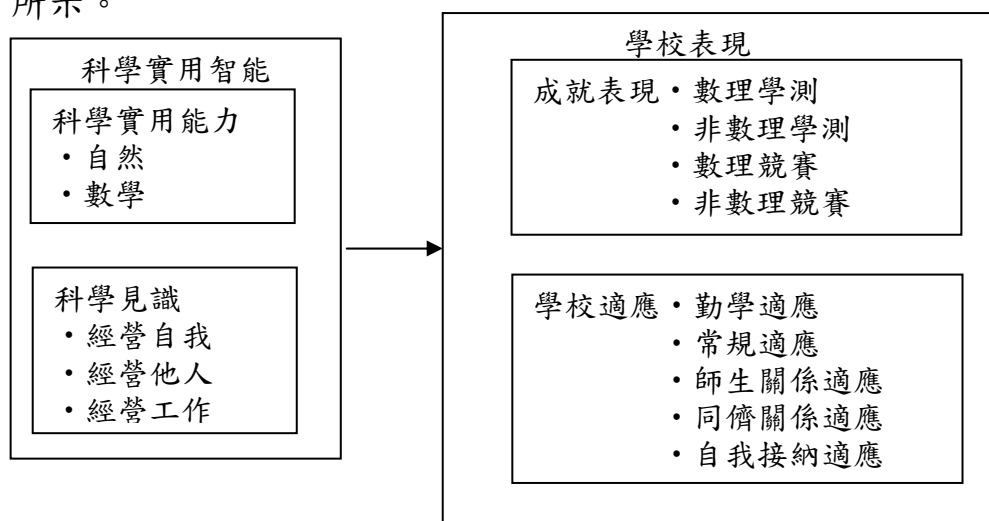 所示。
科學實用智能
科學實用能力
・自然
・數學
科學見識
・經營自我
・經營他人
・經營工作
學校表現
成就表現・數理學測
・非數理學測
・數理競賽
・非數理競賽
學校適應・勤學適應
・常規適應
・師生關係適應
・同儕關係適應
・自我接納適應